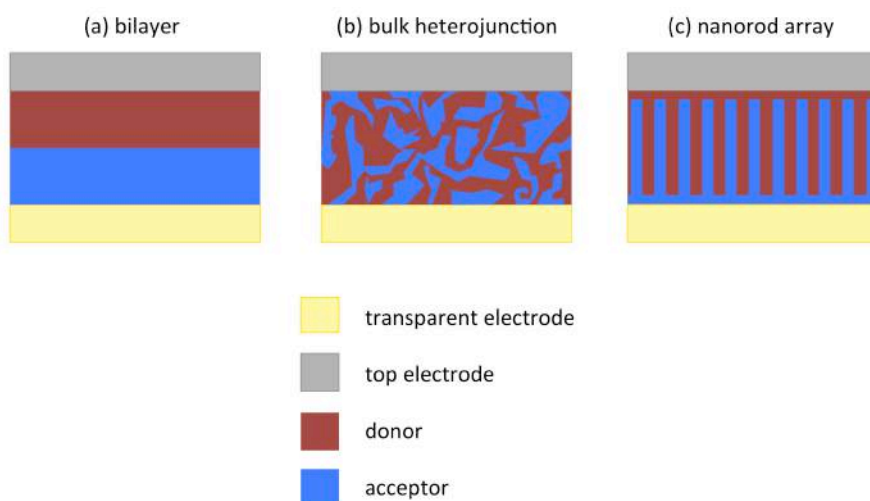 (a) bilayer
(b) bulk heterojunction
(c) nanorod array
transparent electrode
top electrode
donor
acceptor